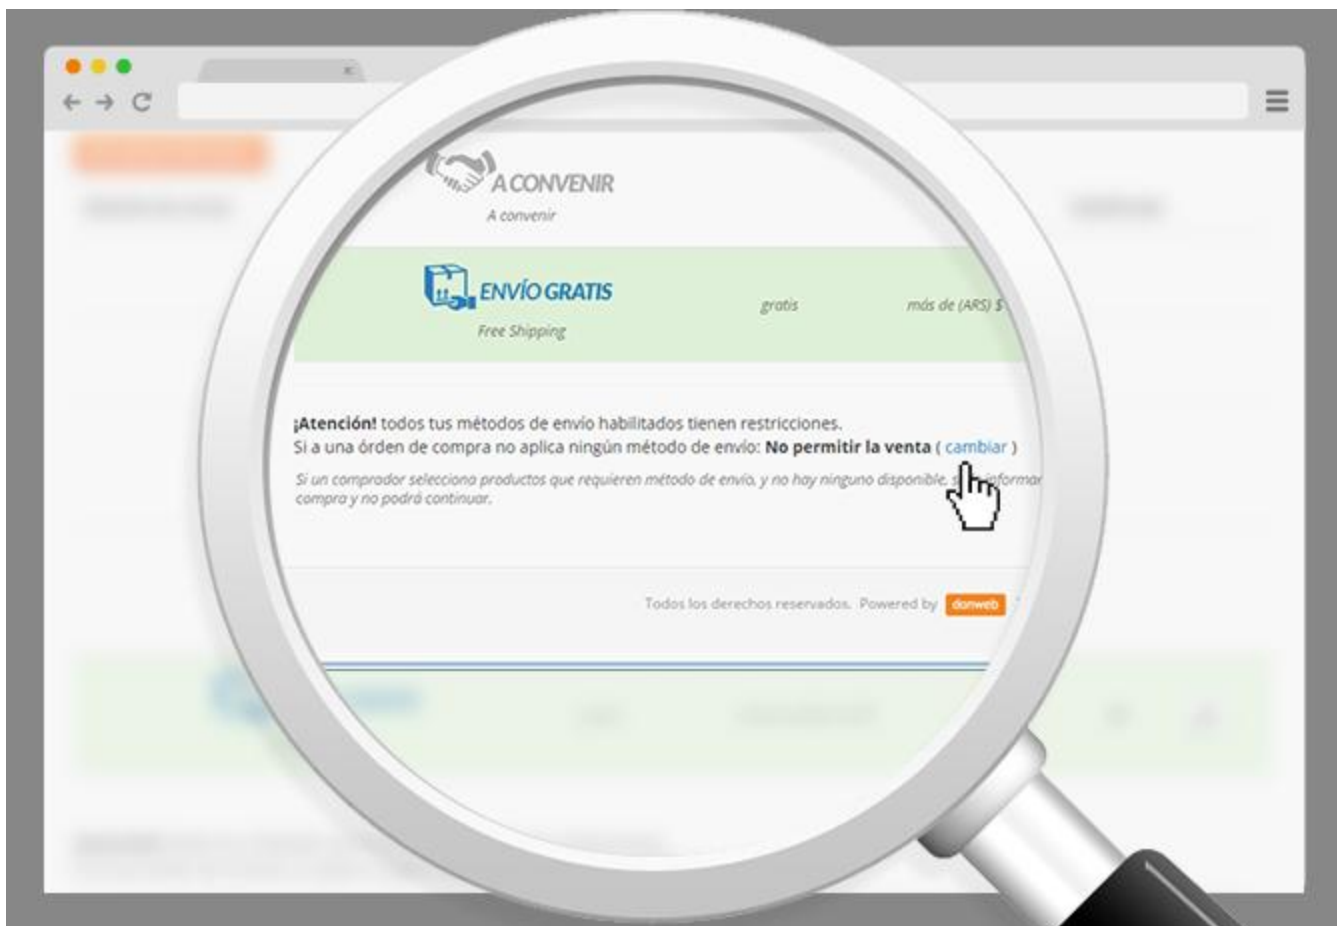 A CONVENIR
A convenir
ENVÍO GRATIS
gratis más de (ARS) $
Free Shipping
¡Atención! todos tus métodos de envío habilitados tienen restricciones.
Si a una órden de compra no aplica ningún método de envío: No permitir la venta ( cambiar )
Si un comprador selecciona productos que requieren método de envío, y no hay ninguno disponible,
compra y no podrá continuar.
Todos los derechos reservados. Powered by donweb